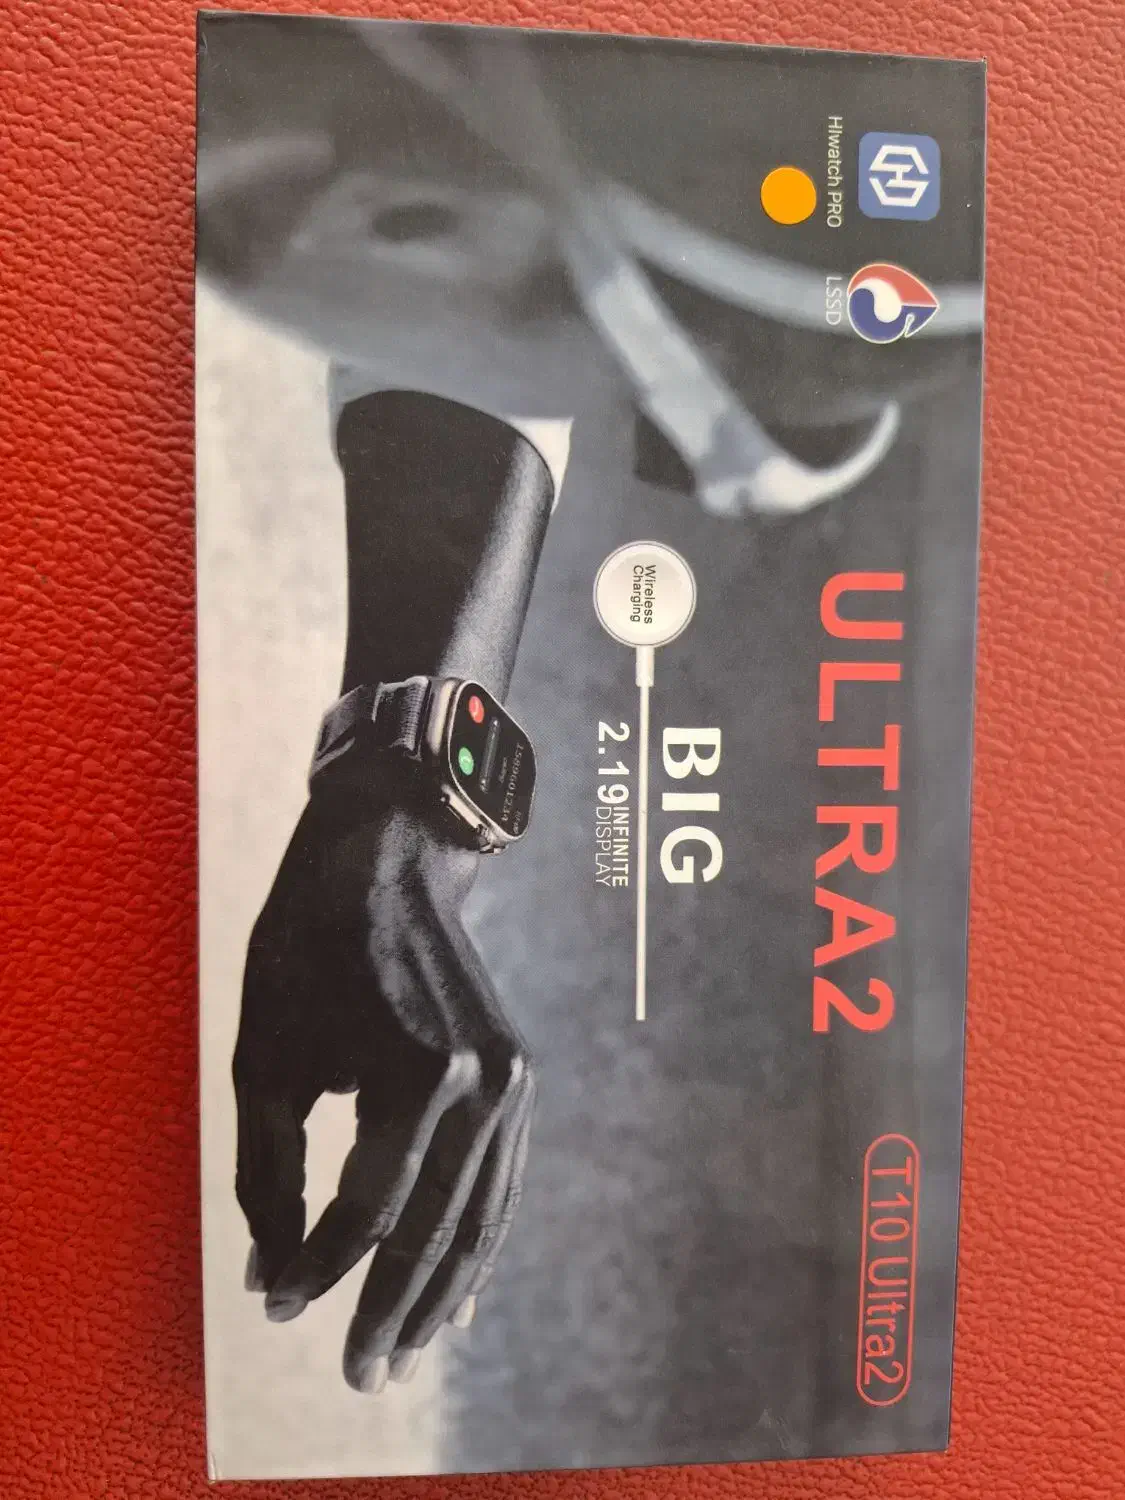 HIwatch PRO
LSSD
ULTRA2
T10 Ultra2
Wireless
Charging
BIG
2.19 INFINITE
DISPLAY